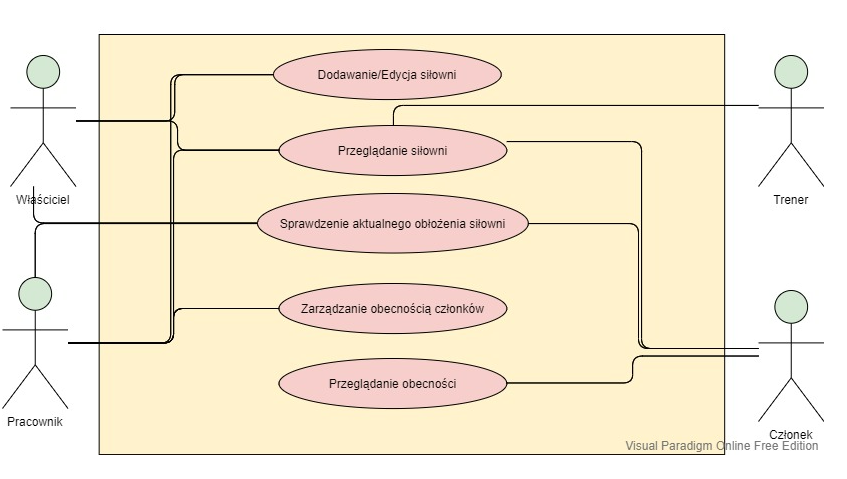 Dodawanie/Edycja siłowni
Przeglądanie siłowni
Właściciel
Trener
Sprawdzenie aktualnego obłożenia siłowni
Zarządzanie obecnością członków
Przeglądanie obecności
Pracownik
Członek
Visual Paradigm Online Free Edition